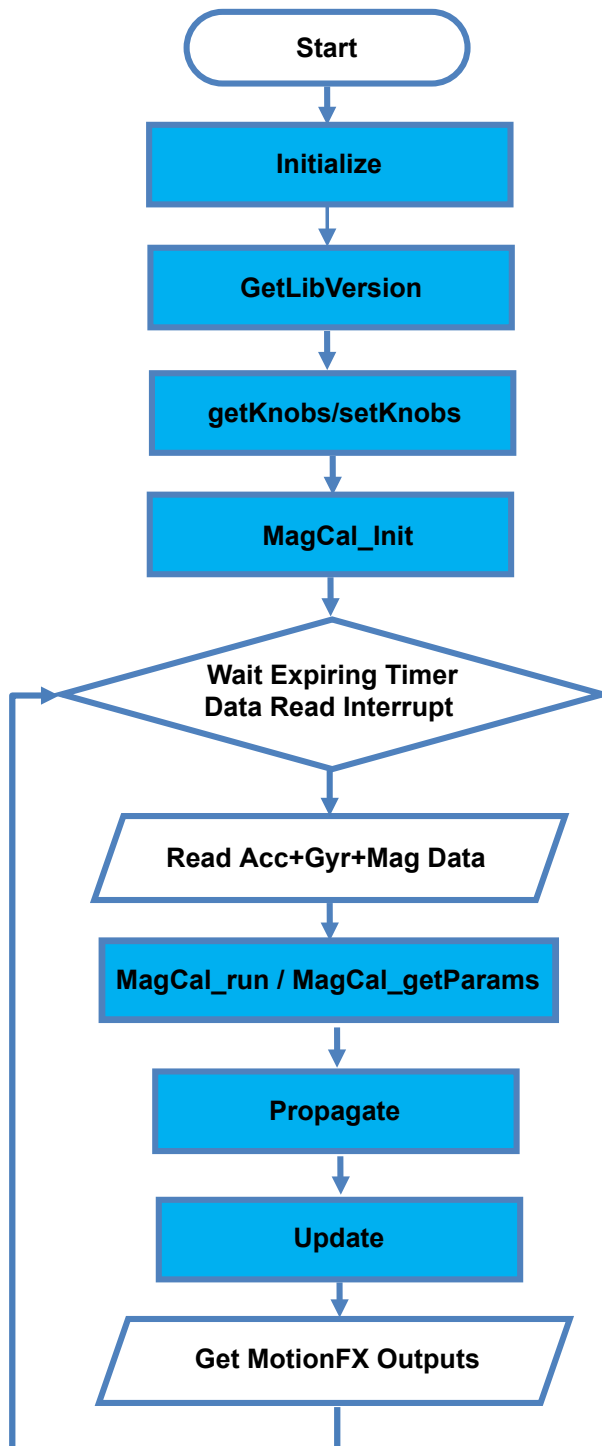 Start
Initialize
GetLibVersion
getKnobs/setKnobs
MagCal_Init
Wait Expiring Timer
Data Read Interrupt
Read Acc+Gyr+Mag Data
MagCal_run / MagCal_getParams
Propagate
Update
Get MotionFX Outputs